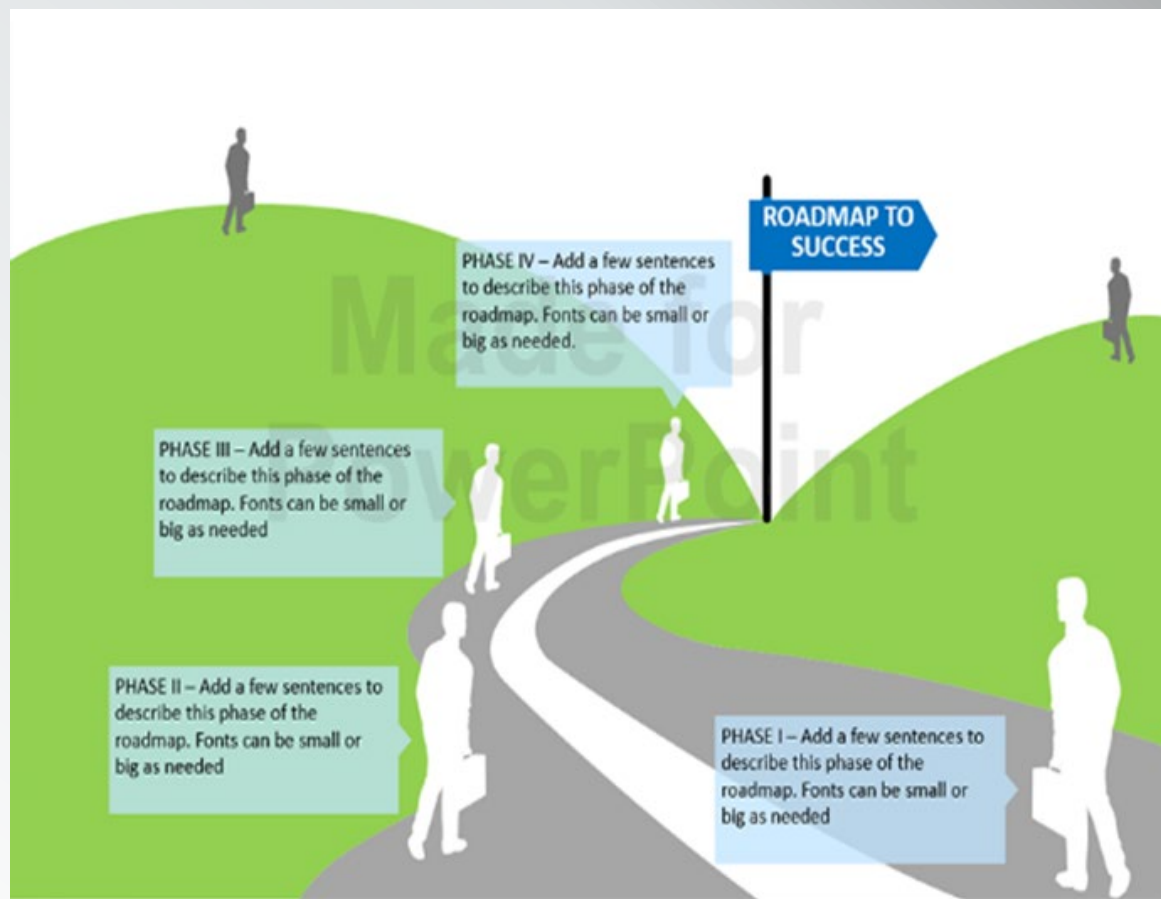 ROADMAP TO
SUCCESS
PHASE IV – Add a few sentences
to describe this phase of the
roadmap. Fonts can be small or
big as needed.
Made for
PowerPoint
PHASE III – Add a few sentences
to describe this phase of the
roadmap. Fonts can be small or
big as needed
PHASE II – Add a few sentences to
describe this phase of the
roadmap. Fonts can be small or
big as needed
PHASE I – Add a few sentences to
describe this phase of the
roadmap. Fonts can be small or
big as needed